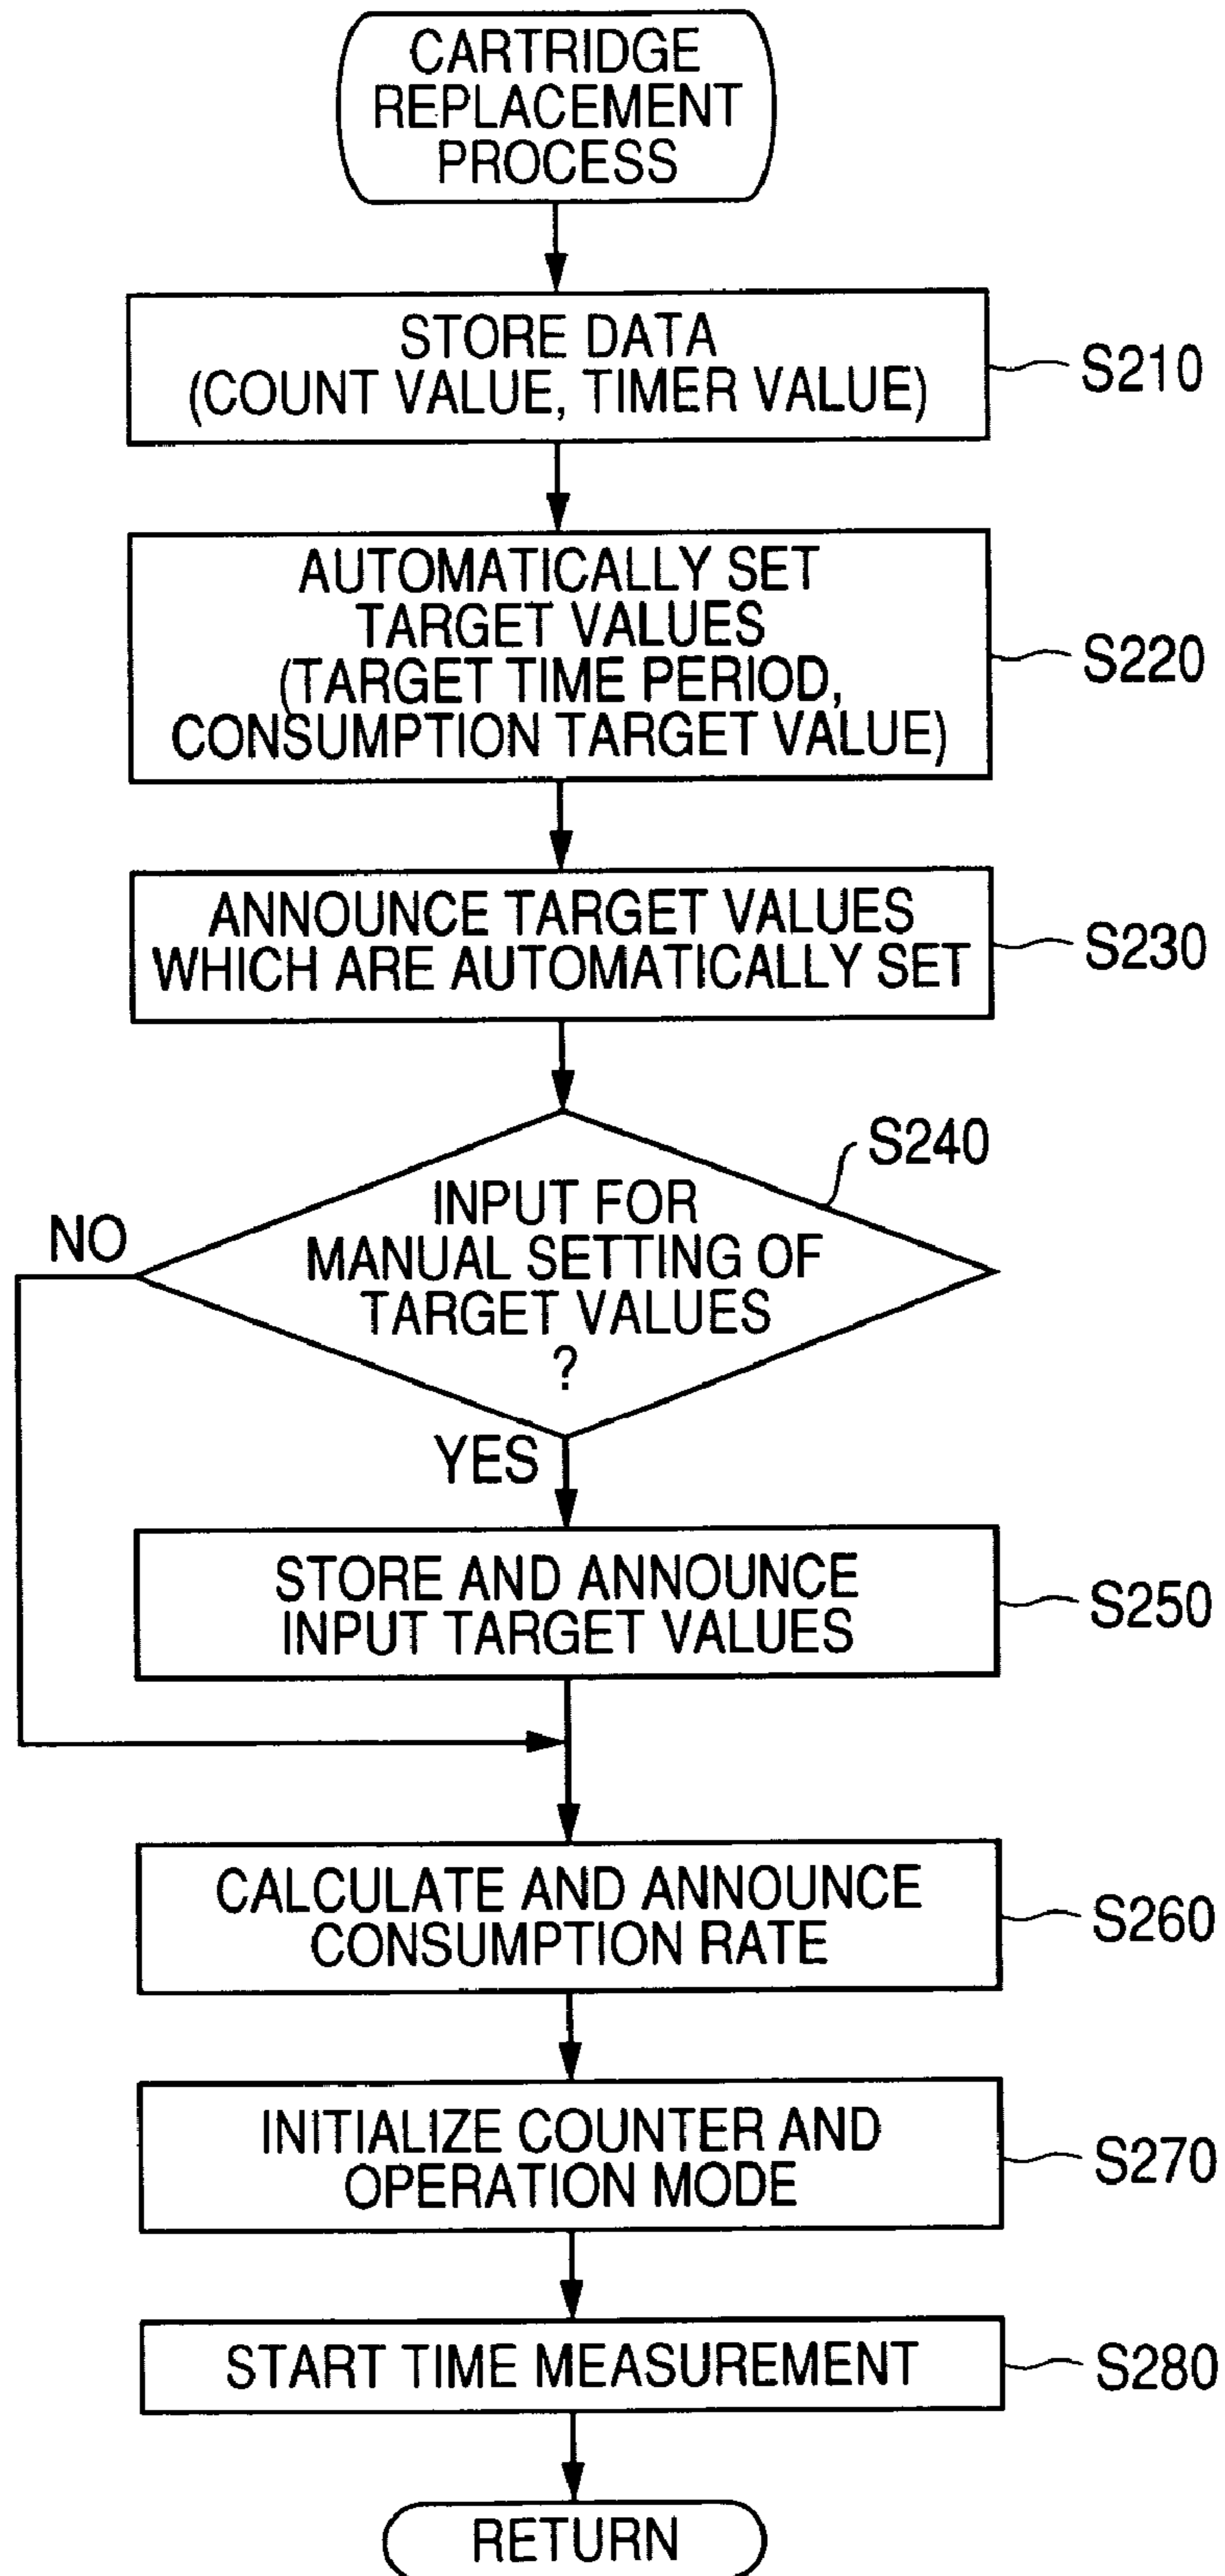 CARTRIDGE
REPLACEMENT
PROCESS
STORE DATA
(COUNT VALUE, TIMER VALUE)
S210
AUTOMATICALLY SET
TARGET VALUES
(TARGET TIME PERIOD,
CONSUMPTION TARGET VALUE)
S220
ANNOUNCE TARGET VALUES
WHICH ARE AUTOMATICALLY SET
S230
S240
INPUT FOR
MANUAL SETTING OF
TARGET VALUES
?
NO
YES
STORE AND ANNOUNCE
INPUT TARGET VALUES
S250
CALCULATE AND ANNOUNCE
CONSUMPTION RATE
S260
INITIALIZE COUNTER AND
OPERATION MODE
S270
START TIME MEASUREMENT
S280
RETURN